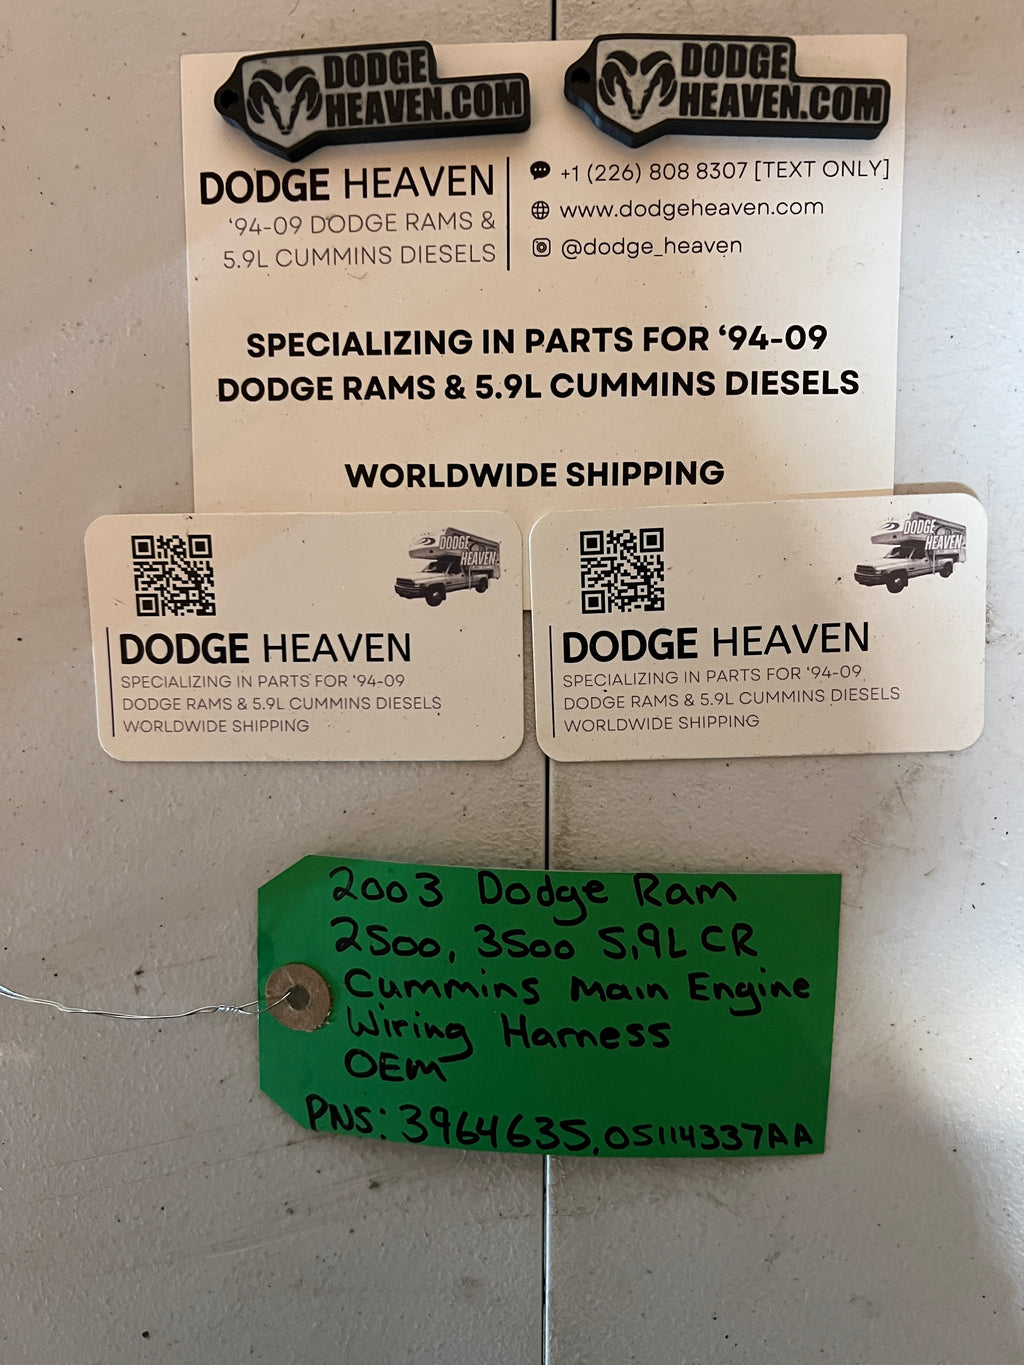 DODGE
HEAVEN.COM
DODGE
HEAVEN.COM
DODGE HEAVEN
‘94-09 DODGE RAMS &
5.9L CUMMINS DIESELS
+1 (226) 808 8307 [TEXT ONLY]
www.dodgeheaven.com
@dodge_heaven
SPECIALIZING IN PARTS FOR ‘94-09
DODGE RAMS & 5.9L CUMMINS DIESELS
WORLDWIDE SHIPPING
DODGE
HEAVEN
DODGE HEAVEN
SPECIALIZING IN PARTS FOR ‘94-09
DODGE RAMS & 5.9L CUMMINS DIESELS
WORLDWIDE SHIPPING
DODGE
HEAVEN
DODGE HEAVEN
SPECIALIZING IN PARTS FOR ‘94-09
DODGE RAMS & 5.9L CUMMINS DIESELS
WORLDWIDE SHIPPING
2003 Dodge Ram
2500, 3500 5.9L CR
Cummins Main Engine
Wiring Harness
OEM
PNS: 3964635, 05114337AA